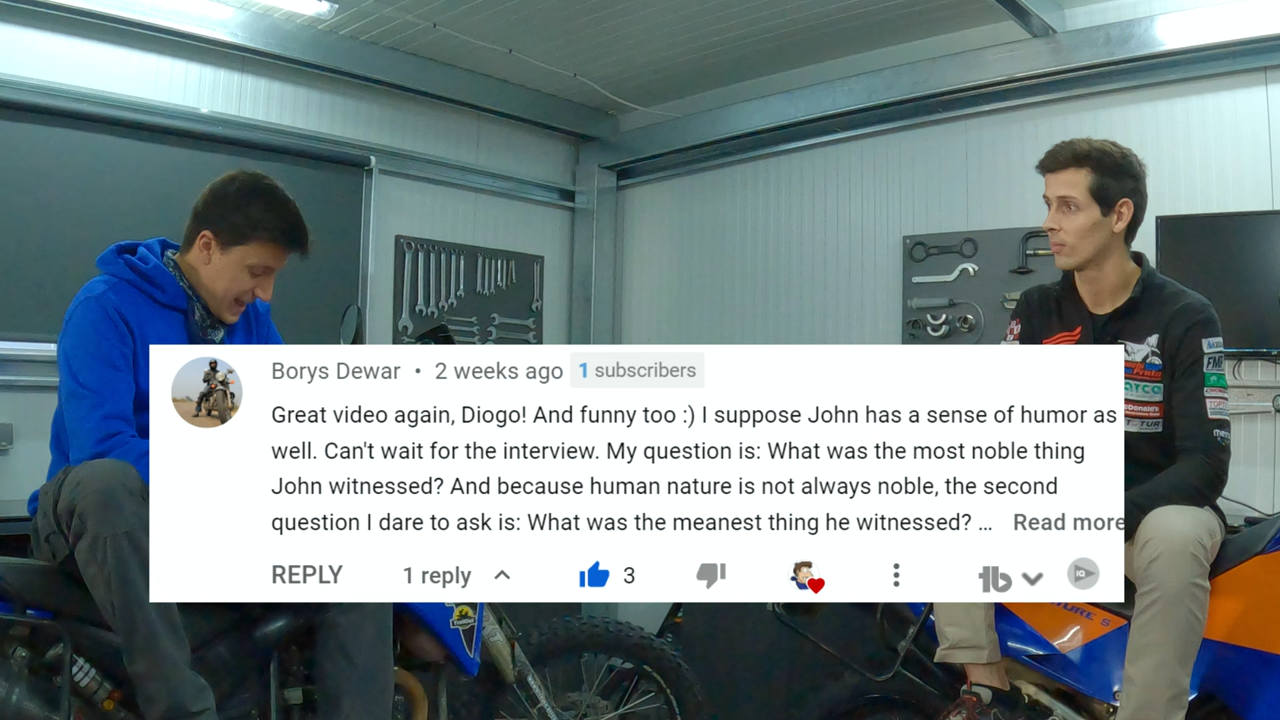 Borys Dewar • 2 weeks ago 1 subscribers
Great video again, Diogo! And funny too :) I suppose John has a sense of humor as
well. Can't wait for the interview. My question is: What was the most noble thing
John witnessed? And because human nature is not always noble, the second
question I dare to ask is: What was the meanest thing he witnessed? ... Read more
REPLY 1 reply 3